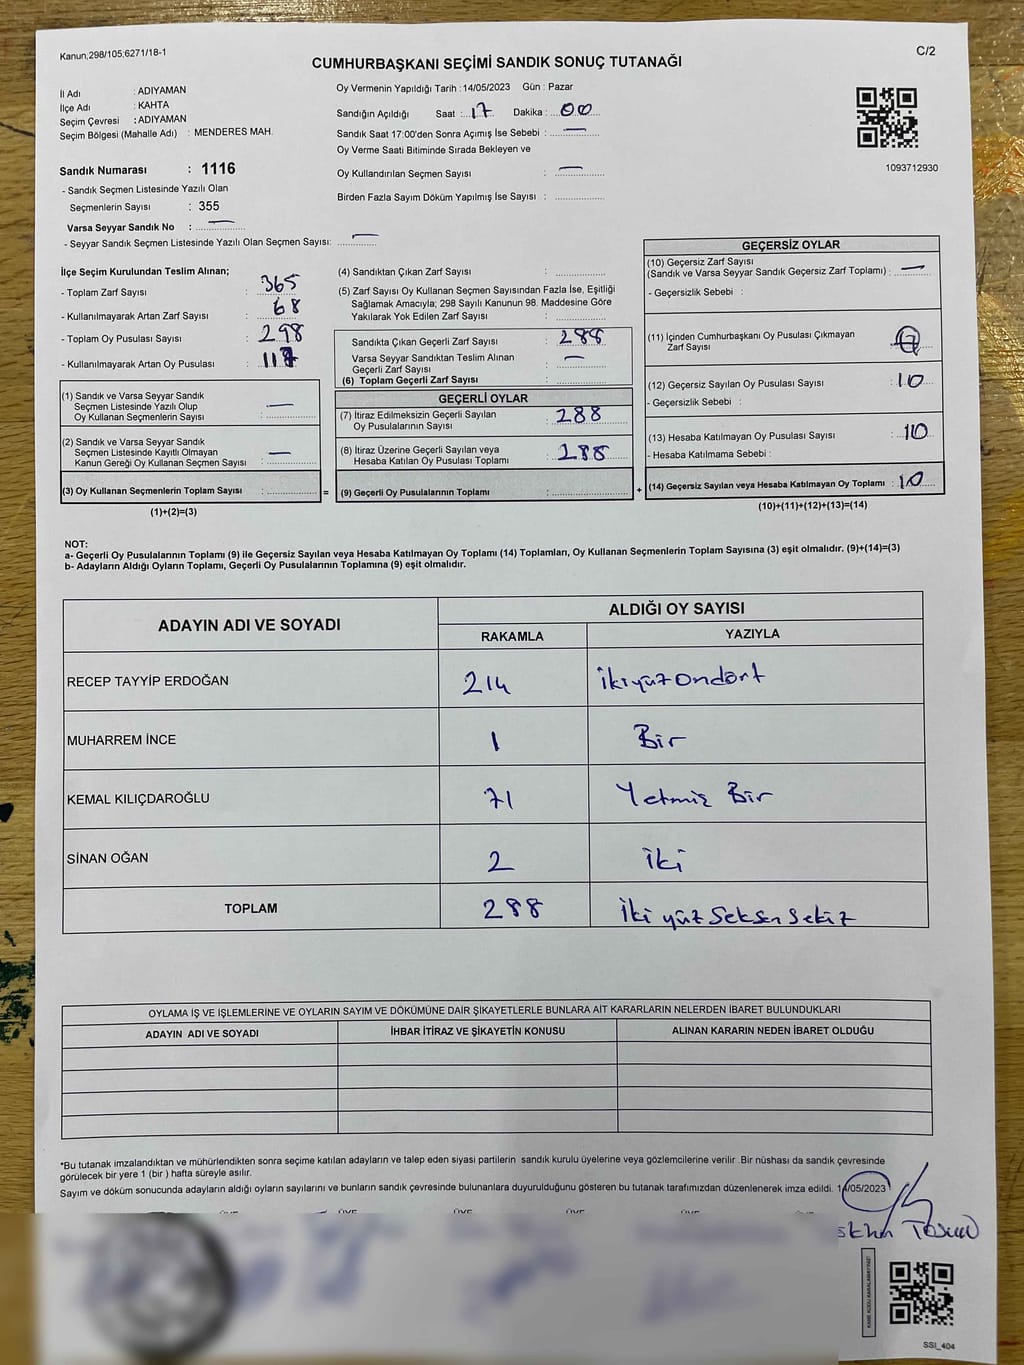 Kanun;298/105;6271/18-1
C/2
CUMHURBAŞKANI SEÇİMİ SANDIK SONUÇ TUTANAĞI
İl Adı : ADIYAMAN
İlçe Adı : KAHTA
Seçim Çevresi : ADIYAMAN
Seçim Bölgesi (Mahalle Adı) : MENDERES MAH.
Sandık Numarası : 1116
- Sandık Seçmen Listesinde Yazılı Olan
Seçmenlerin Sayısı : 355
Varsa Seyyar Sandık No : —
- Seyyar Sandık Seçmen Listesinde Yazılı Olan Seçmen Sayısı: —
Oy Vermenin Yapıldığı Tarih : 14/05/2023 Gün : Pazar
Sandığın Açıldığı Saat : 17 Dakika : 00
Sandık Saat 17:00'den Sonra Açımış İse Sebebi : —
Oy Verme Saati Bitiminde Sırada Bekleyen ve
Oy Kullandırılan Seçmen Sayısı : —
Birden Fazla Sayım Döküm Yapılmış İse Sayısı :
1093712930
İlçe Seçim Kurulundan Teslim Alınan;
- Toplam Zarf Sayısı : 365
- Kullanılmayarak Artan Zarf Sayısı : 68
- Toplam Oy Pusulası Sayısı : 298
- Kullanılmayarak Artan Oy Pusulası :
(1) Sandık ve Varsa Seyyar Sandık
Seçmen Listesinde Yazılı Olup
Oy Kullanan Seçmenlerin Sayısı : —
(2) Sandık ve Varsa Seyyar Sandık
Seçmen Listesinde Kayıtlı Olmayan
Kanun Gereği Oy Kullanan Seçmen Sayısı : —
(3) Oy Kullanan Seçmenlerin Toplam Sayısı :
(1)+(2)=(3)
(4) Sandıktan Çıkan Zarf Sayısı :
(5) Zarf Sayısı Oy Kullanan Seçmen Sayısından Fazla İse, Eşitliği
Sağlamak Amacıyla; 298 Sayılı Kanunun 98. Maddesine Göre
Yakılarak Yok Edilen Zarf Sayısı :
Sandıkta Çıkan Geçerli Zarf Sayısı : 288
Varsa Seyyar Sandıktan Teslim Alınan
Geçerli Zarf Sayısı : —
(6) Toplam Geçerli Zarf Sayısı :
GEÇERLİ OYLAR
(7) İtiraz Edilmeksizin Geçerli Sayılan
Oy Pusulalarının Sayısı : 288
(8) İtiraz Üzerine Geçerli Sayılan veya
Hesaba Katılan Oy Pusulası Toplamı : 288
= (9) Geçerli Oy Pusulalarının Toplamı :
GEÇERSİZ OYLAR
(10) Geçersiz Zarf Sayısı
(Sandık ve Varsa Seyyar Sandık Geçersiz Zarf Toplamı) : —
- Geçersizlik Sebebi :
(11) İçinden Cumhurbaşkanı Oy Pusulası Çıkmayan
Zarf Sayısı :
(12) Geçersiz Sayılan Oy Pusulası Sayısı : 10
- Geçersizlik Sebebi :
(13) Hesaba Katılmayan Oy Pusulası Sayısı :
- Hesaba Katılmama Sebebi :
+ (14) Geçersiz Sayılan veya Hesaba Katılmayan Oy Toplamı : 10
(10)+(11)+(12)+(13)=(14)
NOT:
a- Geçerli Oy Pusulalarının Toplamı (9) ile Geçersiz Sayılan veya Hesaba Katılmayan Oy Toplamı (14) Toplamları, Oy Kullanan Seçmenlerin Toplam Sayısına (3) eşit olmalıdır. (9)+(14)=(3)
b- Adayların Aldığı Oyların Toplamı, Geçerli Oy Pusulalarının Toplamına (9) eşit olmalıdır.
ADAYIN ADI VE SOYADI ALDIĞI OY SAYISI
RAKAMLA YAZIYLA
RECEP TAYYİP ERDOĞAN 214 İkiyüzOndört
MUHARREM İNCE 1 Bir
KEMAL KILIÇDAROĞLU 71 Yetmiş Bir
SİNAN OĞAN 2 İki
TOPLAM 288 İki yüz Seksen Sekiz
OYLAMA İŞ VE İŞLEMLERİNE VE OYLARIN SAYIM VE DÖKÜMÜNE DAİR ŞİKAYETLERLE BUNLARA AİT KARARLARIN NELERDEN İBARET BULUNDUKLARI
ADAYIN ADI VE SOYADI İHBAR İTİRAZ VE ŞİKAYETİN KONUSU ALINAN KARARIN NEDEN İBARET OLDUĞU
*Bu tutanak imzalandıktan ve mühürlendikten sonra seçime katılan adayların ve talep eden siyasi partilerin sandık kurulu üyelerine veya gözlemcilerine verilir .Bir nüshası da sandık çevresinde
görülecek bir yere 1 (bir ) hafta süreyle asılır.
Sayım ve döküm sonucunda adayların aldığı oyların sayılarını ve bunların sandık çevresinde bulunanlara duyurulduğunu gösteren bu tutanak tarafımızdan düzenlenerek imza edildi. 14/05/2023
SSI_404